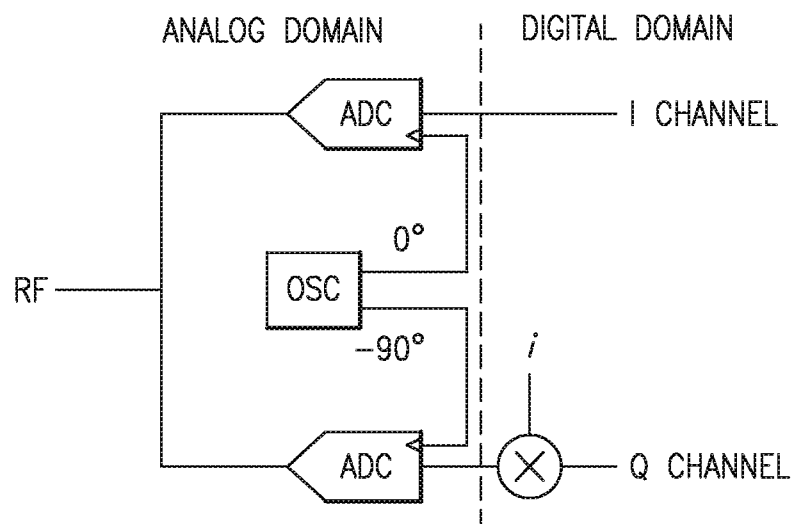 ANALOG DOMAIN
DIGITAL DOMAIN
ADC
I CHANNEL
0°
RF
OSC
−90°
i
ADC
Q CHANNEL